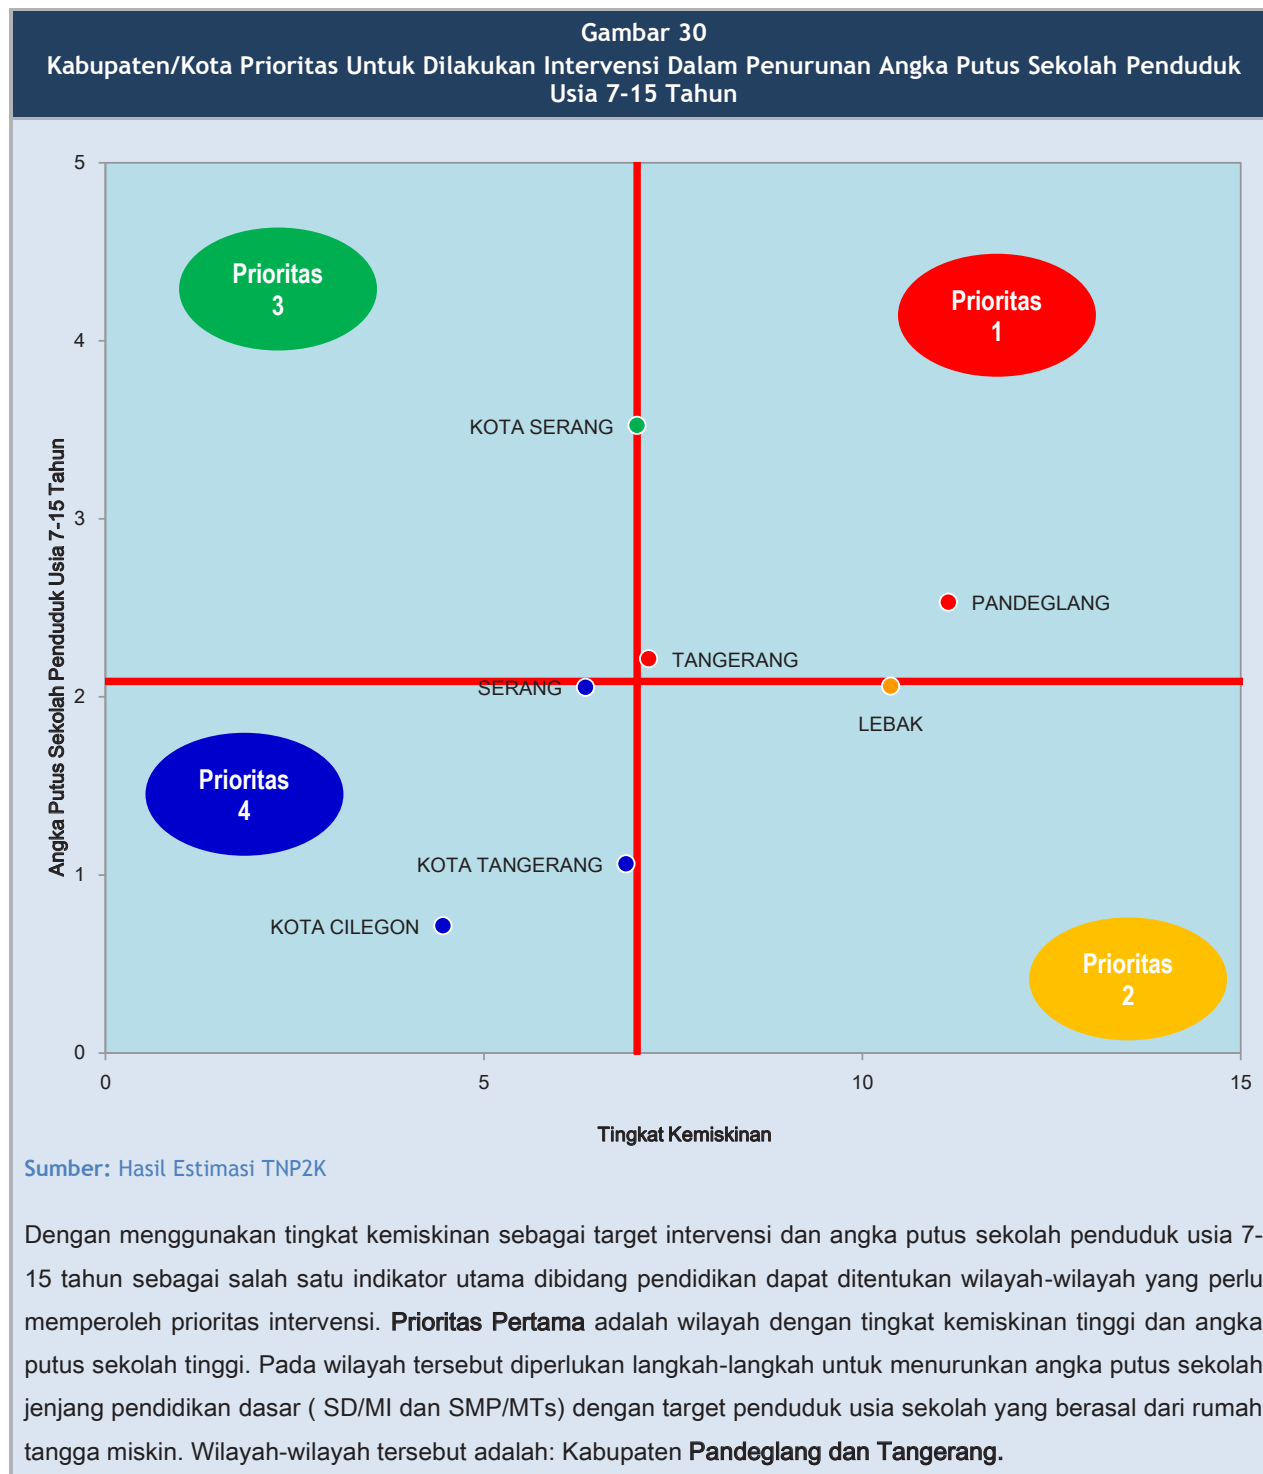 Gambar 30
Kabupaten/Kota Prioritas Untuk Dilakukan Intervensi Dalam Penurunan Angka Putus Sekolah Penduduk
Usia 7-15 Tahun
5
4
3
2
1
0
Angka Putus Sekolah Penduduk Usia 7-15 Tahun
Prioritas
3
Prioritas
1
KOTA SERANG
PANDEGLANG
TANGERANG
SERANG
LEBAK
Prioritas
4
KOTA TANGERANG
KOTA CILEGON
Prioritas
2
0
5
10
15
Tingkat Kemiskinan
Sumber: Hasil Estimasi TNP2K
Dengan menggunakan tingkat kemiskinan sebagai target intervensi dan angka putus sekolah penduduk usia 7-
15 tahun sebagai salah satu indikator utama dibidang pendidikan dapat ditentukan wilayah-wilayah yang perlu
memperoleh prioritas intervensi. Prioritas Pertama adalah wilayah dengan tingkat kemiskinan tinggi dan angka
putus sekolah tinggi. Pada wilayah tersebut diperlukan langkah-langkah untuk menurunkan angka putus sekolah
jenjang pendidikan dasar ( SD/MI dan SMP/MTs) dengan target penduduk usia sekolah yang berasal dari rumah
tangga miskin. Wilayah-wilayah tersebut adalah: Kabupaten Pandeglang dan Tangerang.